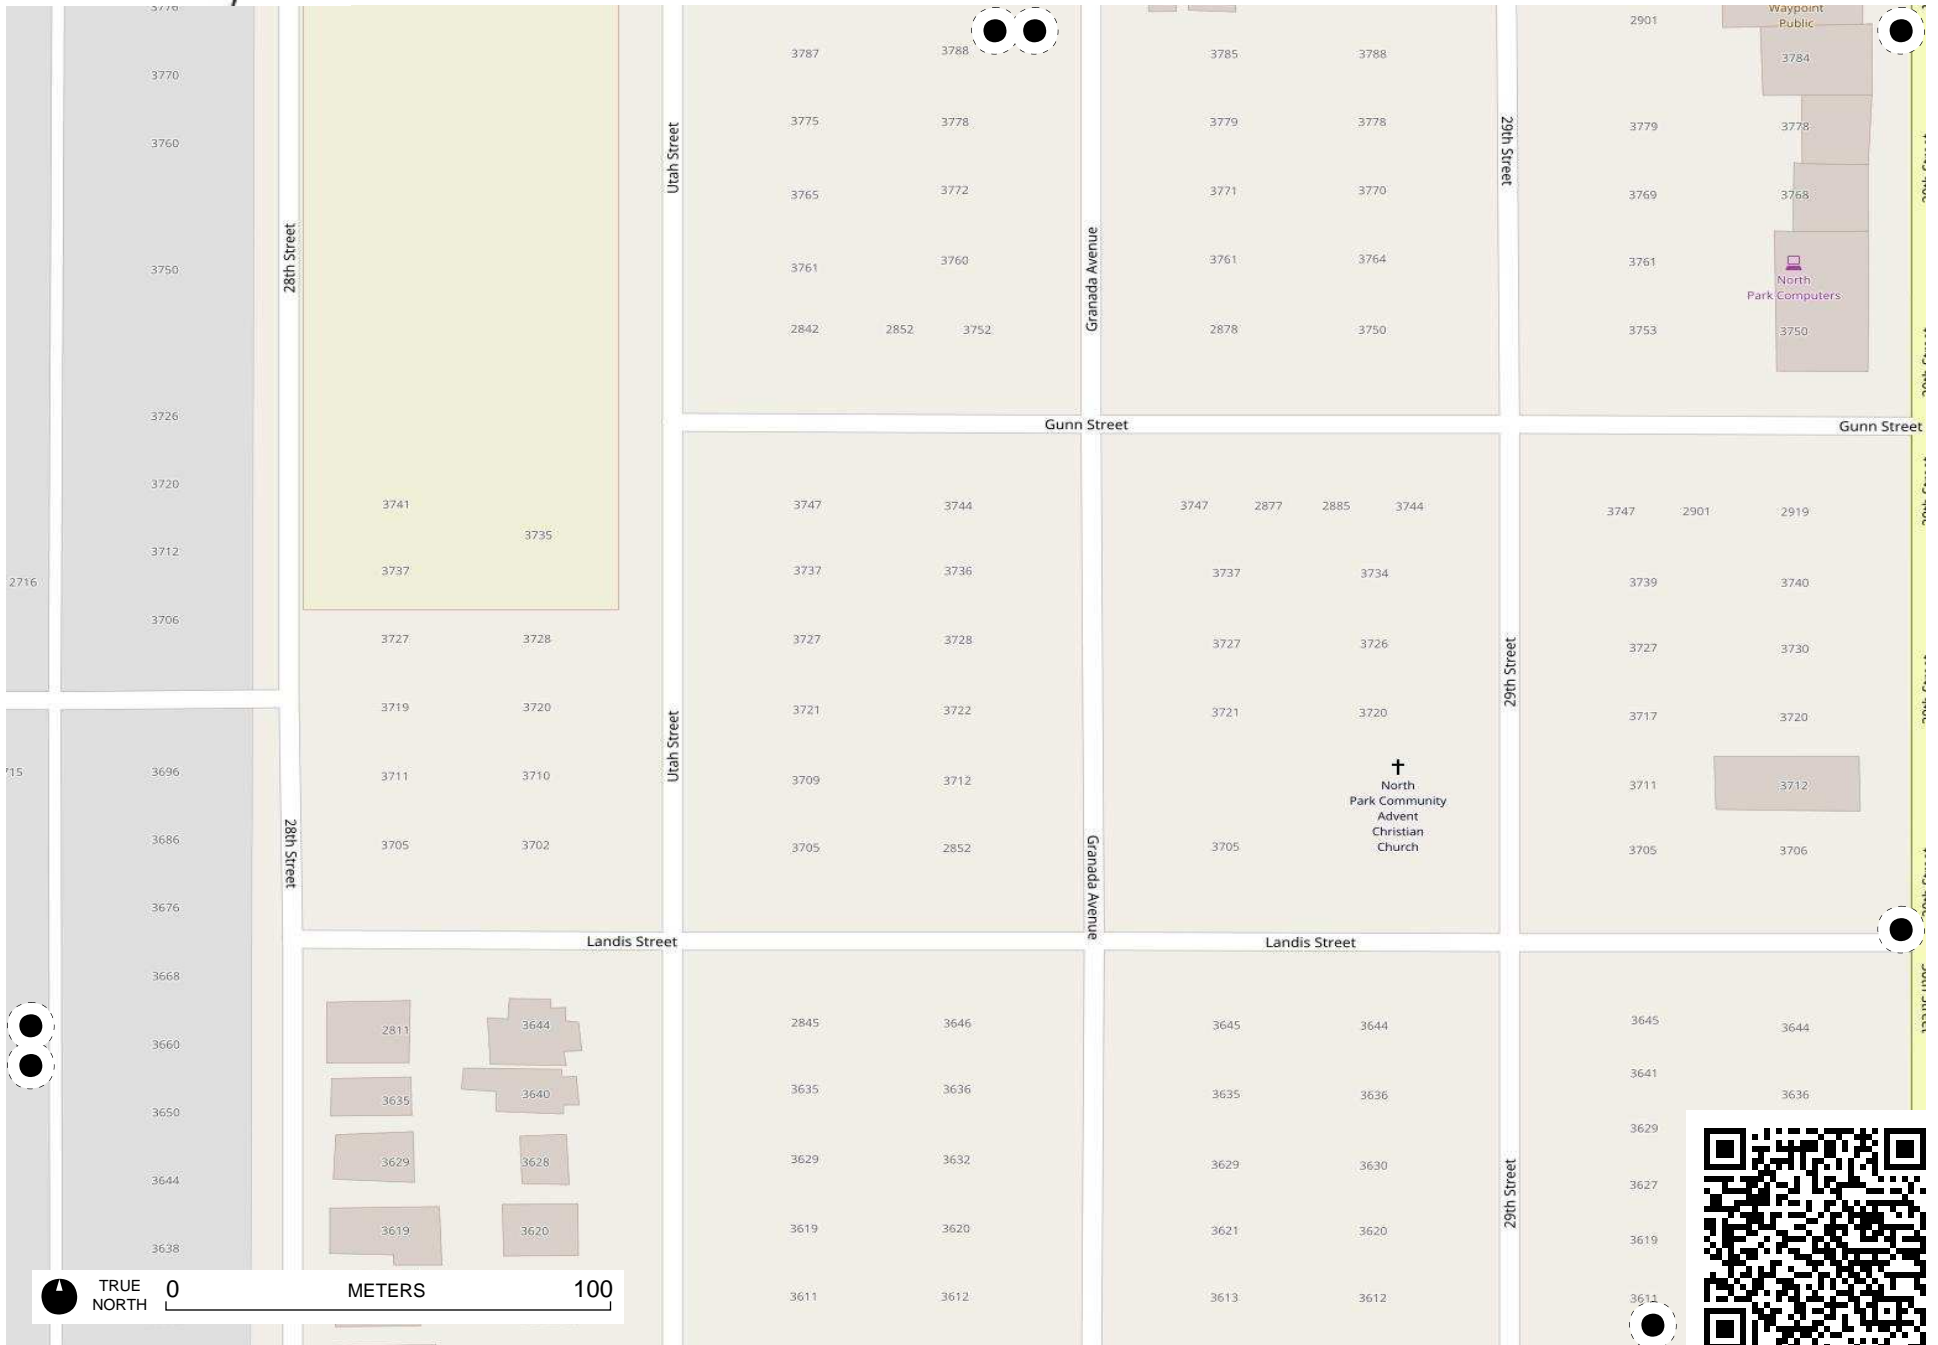 3776
3770
3760
3750
3726
3720
3712
3706
2716
715
3696
3686
3676
3668
3660
3650
3644
3638
28th Street
28th Street
3741
3735
3737
3727 3728
3719 3720
3711 3710
3705 3702
Utah Street
Utah Street
3787 3788
3775 3778
3765 3772
3761 3760
2842 2852 3752
Granada Avenue
Granada Avenue
3785 3788
3779 3778
3771 3770
3761 3764
2878 3750
29th Street
29th Street
29th Street
2901
Waypoint
Public
3784
3779 3778
3769 3768
3761
North
Park Computers
3753 3750
Gunn Street
Gunn Street
3747 3744
3737 3736
3727 3728
3721 3722
3709 3712
3705 2852
3747 2877 2885 3744
3737 3734
3727 3726
3721 3720
North
Park Community
Advent
Christian
Church
3705
3747 2901 2919
3739 3740
3727 3730
3717 3720
3711 3712
3705 3706
Landis Street
Landis Street
2811 3644
3635 3640
3629 3628
3619 3620
2845 3646
3635 3636
3629 3632
3619 3620
3611 3612
3645 3644
3635 3636
3629 3630
3621 3620
3613 3612
3645 3644
3641
3636
3629
3627
3619
3611
TRUE
NORTH
0 METERS 100